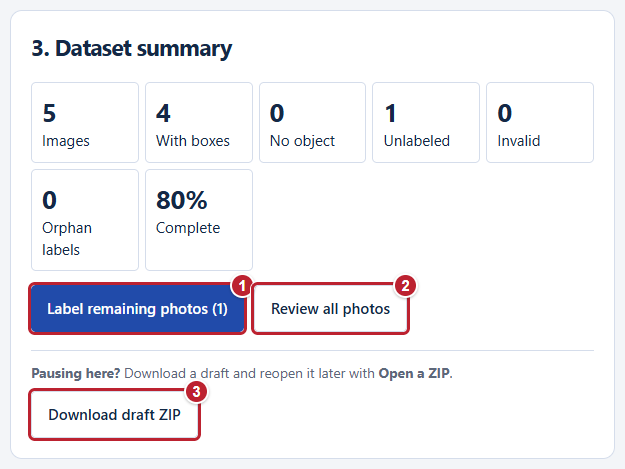 3. Dataset summary
5
Images
4
With boxes
0
No object
1
Unlabeled
0
Invalid
0
Orphan
labels
80%
Complete
1
Label remaining photos (1)
2
Review all photos
Pausing here? Download a draft and reopen it later with Open a ZIP.
3
Download draft ZIP